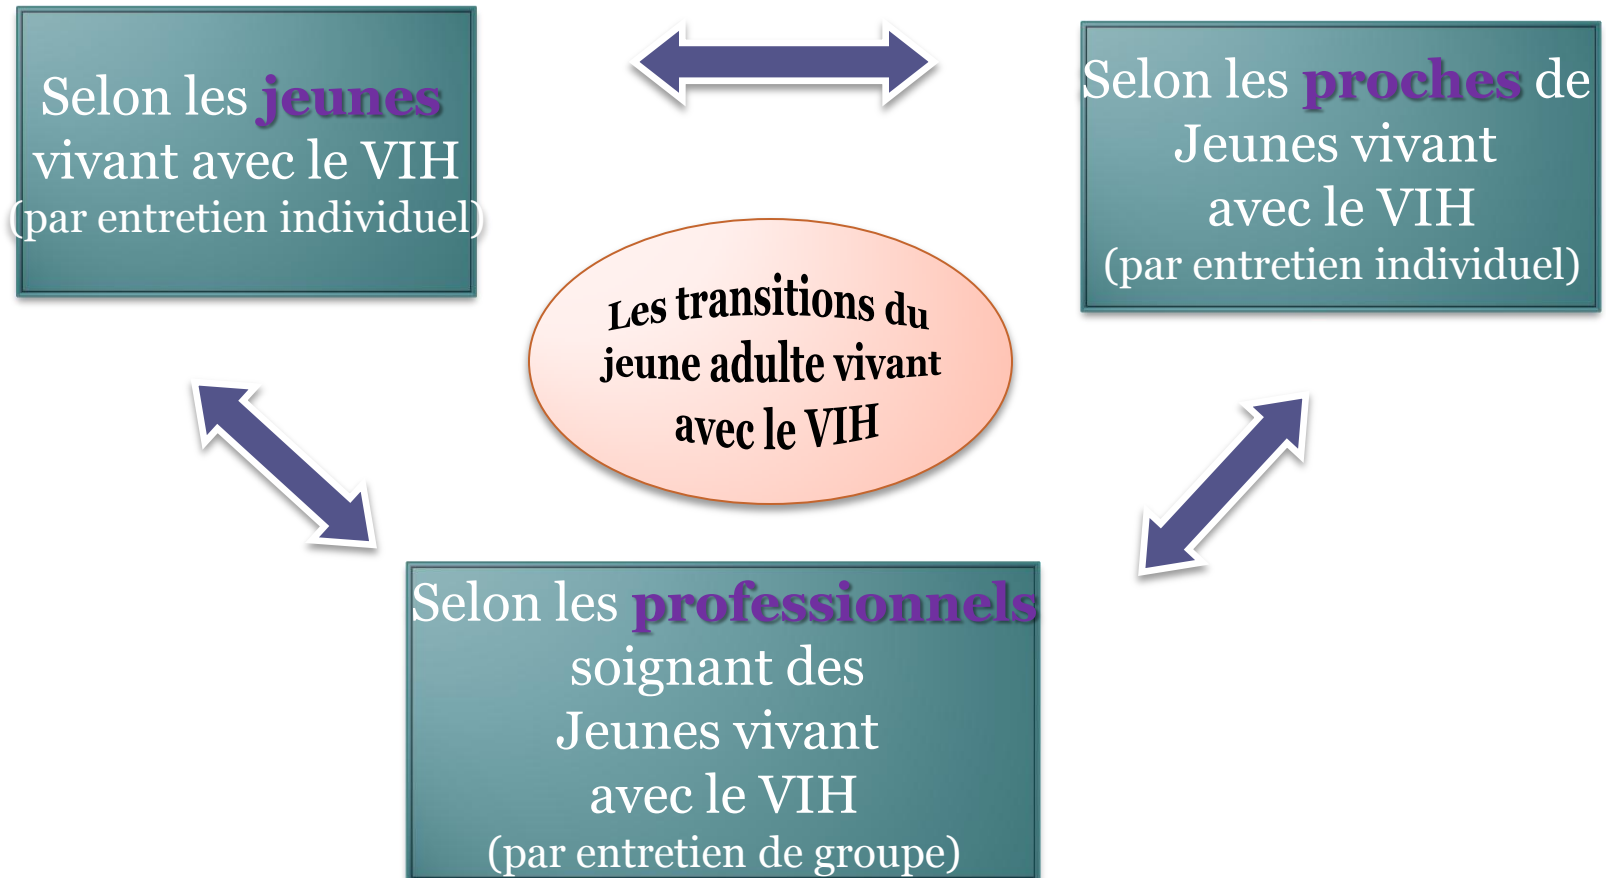 Selon les jeunes
vivant avec le VIH
(par entretien individuel)
Selon les proches de
Jeunes vivant
avec le VIH
(par entretien individuel)
Les transitions du
jeune adulte vivant
avec le VIH
Selon les professionnels
soignant des
Jeunes vivant
avec le VIH
(par entretien de groupe)